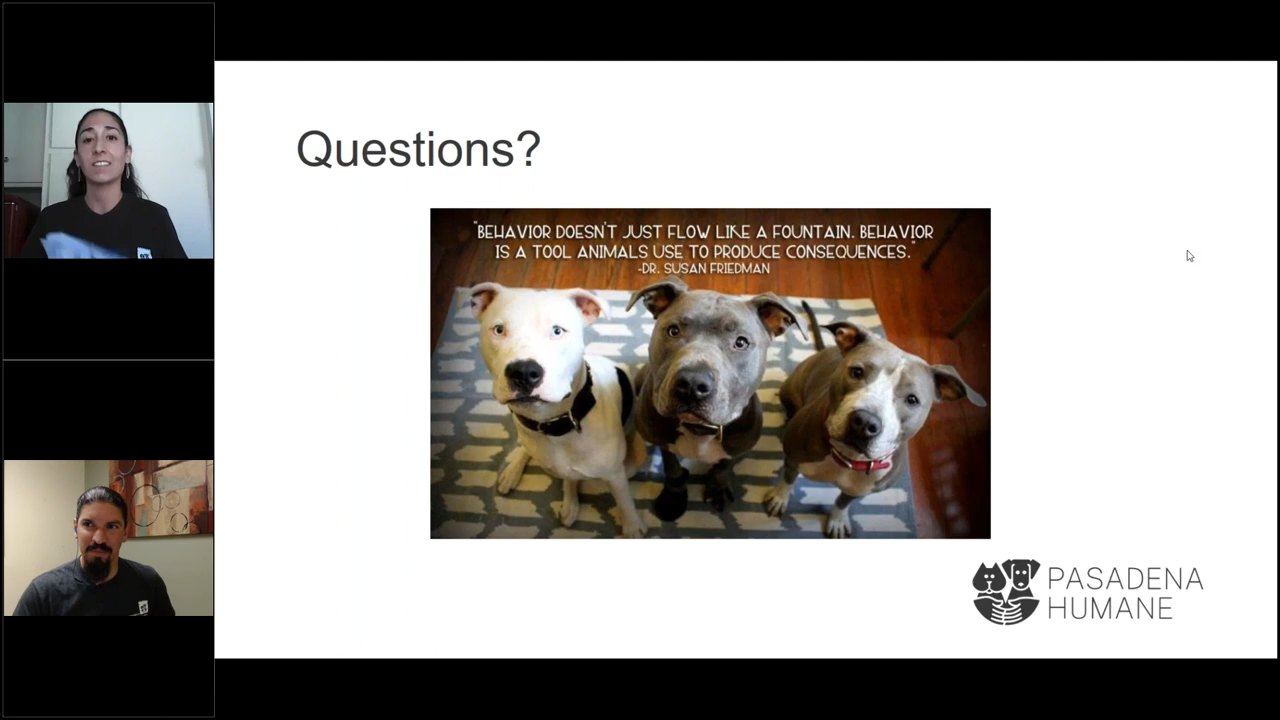 Questions?
"BEHAVIOR DOESN'T JUST FLOW LIKE A FOUNTAIN. BEHAVIOR
IS A TOOL ANIMALS USE TO PRODUCE CONSEQUENCES."
-DR. SUSAN FRIEDMAN
PASADENA
HUMANE